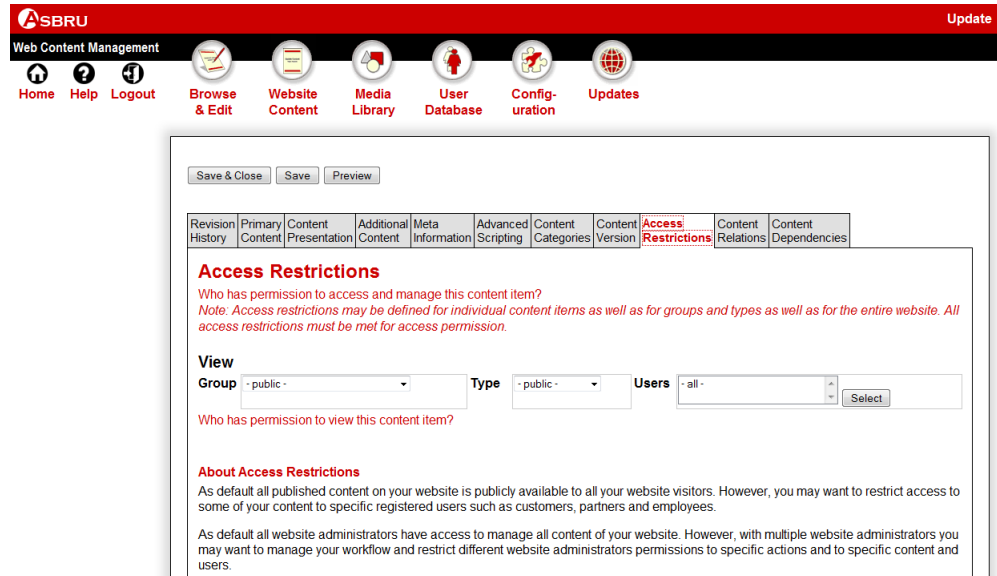 ASBRU
Update
Web Content Management
Home Help Logout
Browse & Edit
Website Content
Media Library
User Database
Config-uration
Updates
Save & Close Save Preview
Revision History
Primary Content
Content Presentation
Additional Content
Meta Information
Advanced Scripting
Content Categories
Content Version
Access Restrictions
Content Relations
Content Dependencies
Access Restrictions
Who has permission to access and manage this content item?
Note: Access restrictions may be defined for individual content items as well as for groups and types as well as for the entire website. All
access restrictions must be met for access permission.
View
Group - public - Type - public - Users - all - Select
Who has permission to view this content item?
About Access Restrictions
As default all published content on your website is publicly available to all your website visitors. However, you may want to restrict access to
some of your content to specific registered users such as customers, partners and employees.
As default all website administrators have access to manage all content of your website. However, with multiple website administrators you
may want to manage your workflow and restrict different website administrators permissions to specific actions and to specific content and
users.